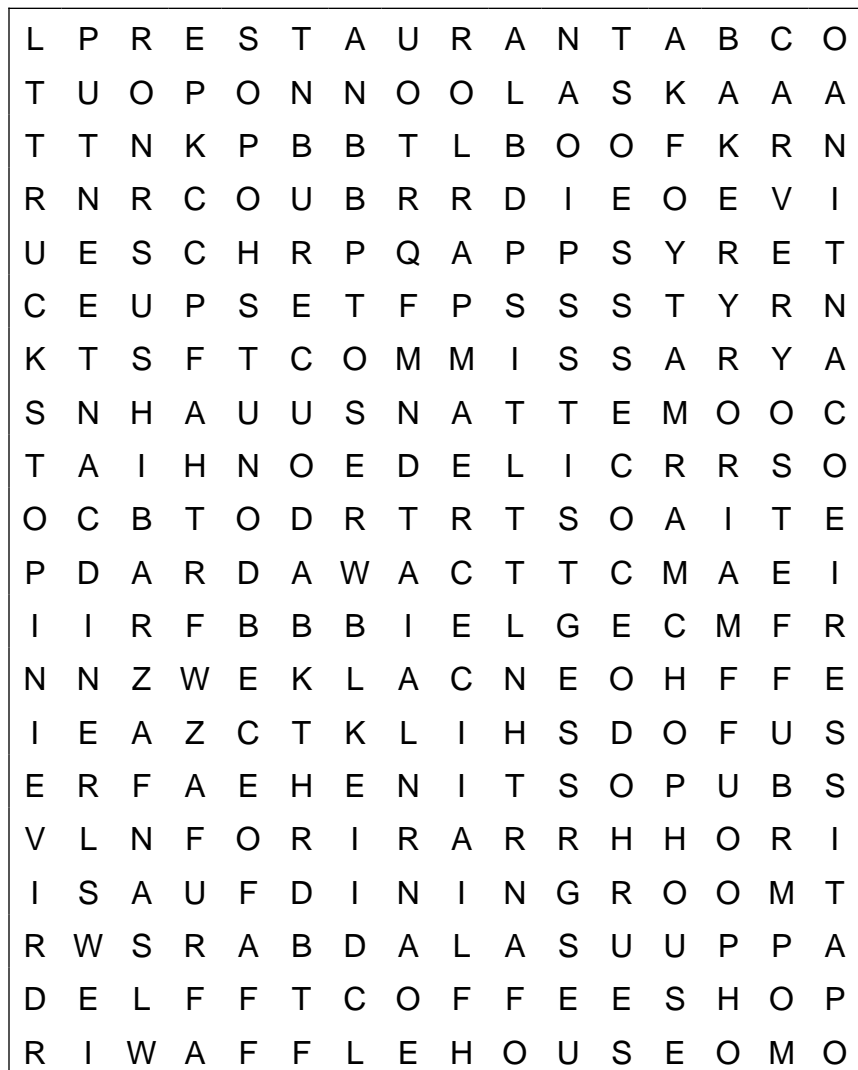 L P R E S T A U R A N T A B C O
T U O P O N N O O L A S K A A A
T T N K P B B T L B O O F K R N
R N R C O U B R R D I E O E V I
U E S C H R P Q A P P S Y R E T
C E U P S E T F P S S S T Y R N
K T S F T C O M M I S S A R Y A
S N H A U U S N A T T E M O O C
T A I H N O E D E L I C R R S O
O C B T O D R T R T S O A I T E
P D A R D A W A C T T C M A E I
I I R F B B B I E L G E C M F R
N N Z W E K L A C N E O H F F E
I E A Z C T K L I H S D O F U S
E R F A E H E N I T S O P U B S
V L N F O R I R A R R H H O R I
I S A U F D I N I N G R O O M T
R W S R A B D A L A S U U P P A
D E L F F T C O F F E E S H O P
R I W A F F L E H O U S E O M O